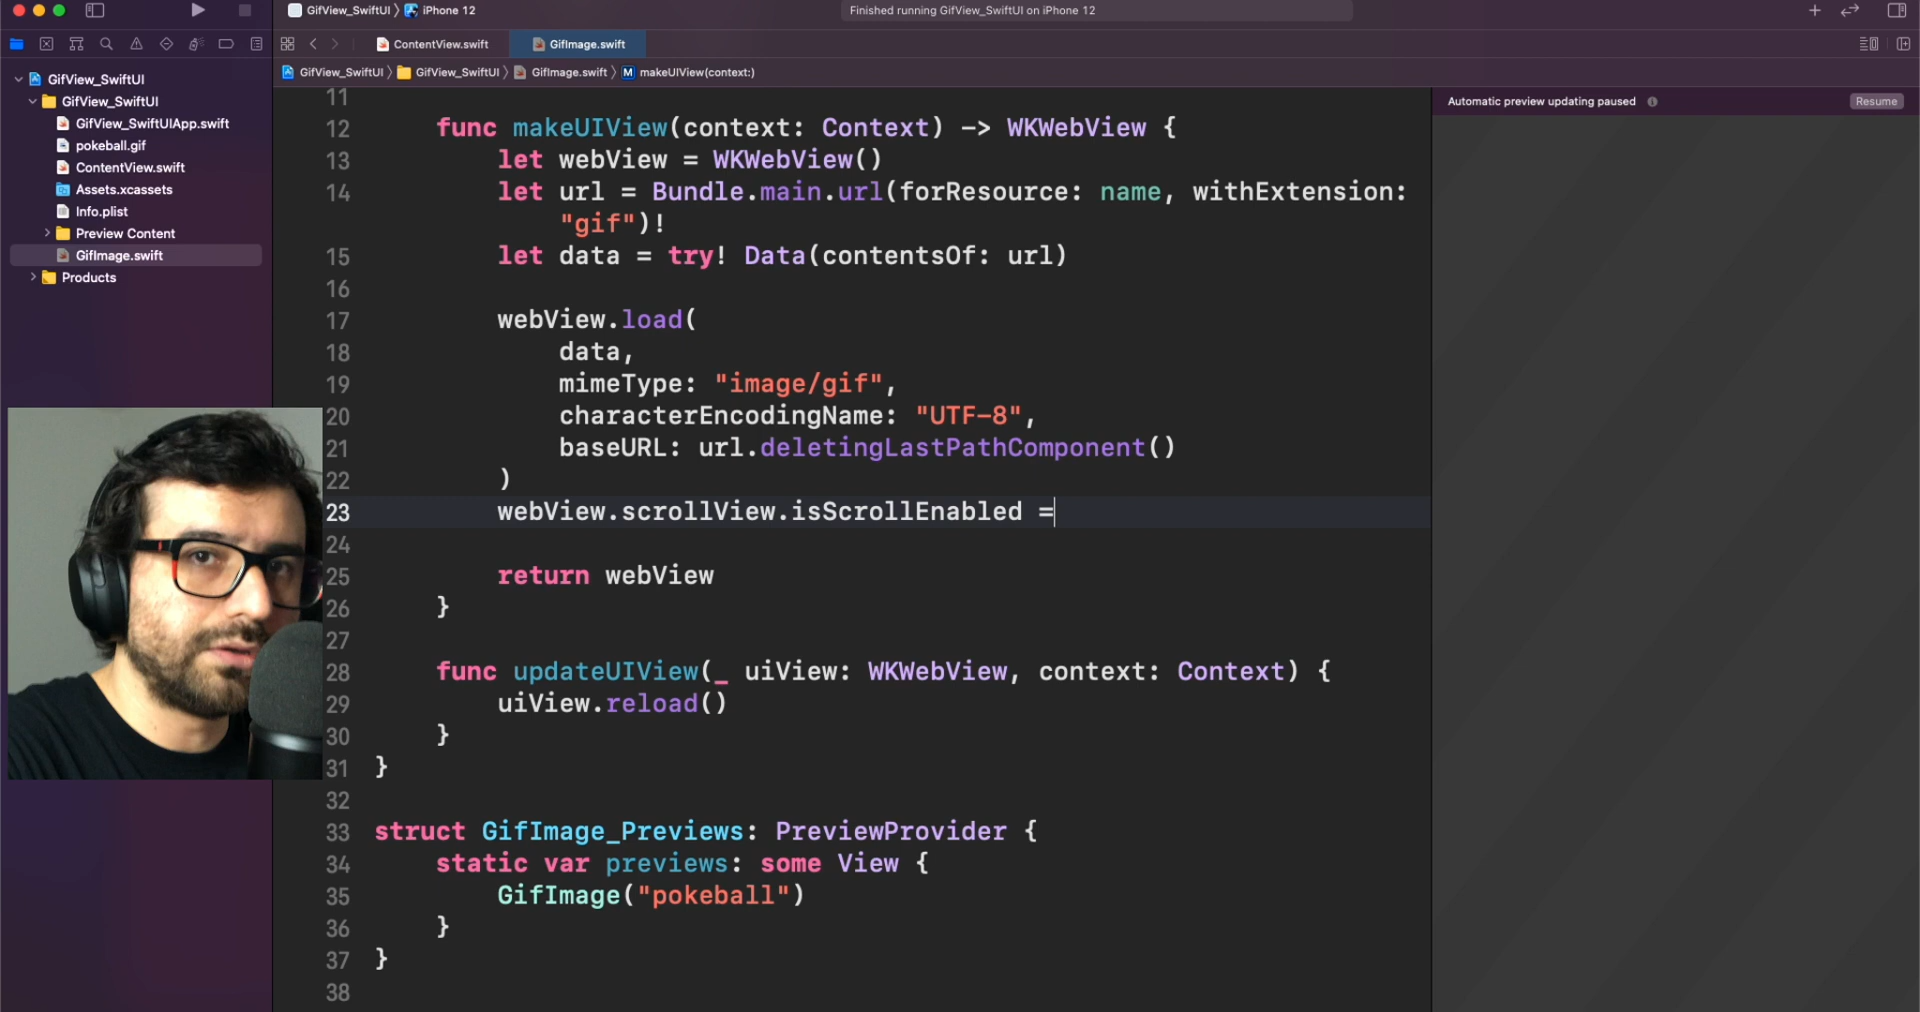 GifView_SwiftUI 〉 iPhone 12
Finished running GifView_SwiftUI on iPhone 12
ContentView.swift
GifImage.swift
GifView_SwiftUI 〉 GifView_SwiftUI 〉 GifImage.swift 〉 M makeUIView(context:)
GifView_SwiftUI
GifView_SwiftUI
GifView_SwiftUIApp.swift
pokeball.gif
ContentView.swift
Assets.xcassets
Info.plist
Preview Content
GifImage.swift
Products
Automatic preview updating paused
Resume
11
12 func makeUIView(context: Context) -> WKWebView {
13 let webView = WKWebView()
14 let url = Bundle.main.url(forResource: name, withExtension:
"gif")!
15 let data = try! Data(contentsOf: url)
16
17 webView.load(
18 data,
19 mimeType: "image/gif",
20 characterEncodingName: "UTF-8",
21 baseURL: url.deletingLastPathComponent()
22 )
23 webView.scrollView.isScrollEnabled =
24
25 return webView
26 }
27
28 func updateUIView(_ uiView: WKWebView, context: Context) {
29 uiView.reload()
30 }
31 }
32
33 struct GifImage_Previews: PreviewProvider {
34 static var previews: some View {
35 GifImage("pokeball")
36 }
37 }
38